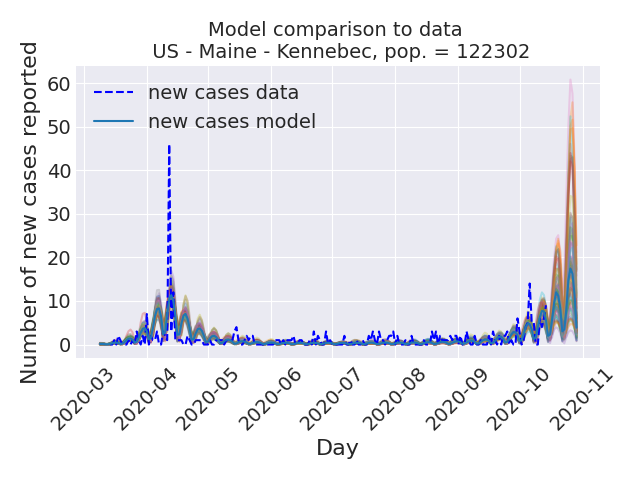 Model comparison to data
US - Maine - Kennebec, pop. = 122302
Number of new cases reported
60
50
40
30
20
10
0
new cases data
new cases model
2020-03
2020-04
2020-05
2020-06
2020-07
2020-08
2020-09
2020-10
2020-11
Day